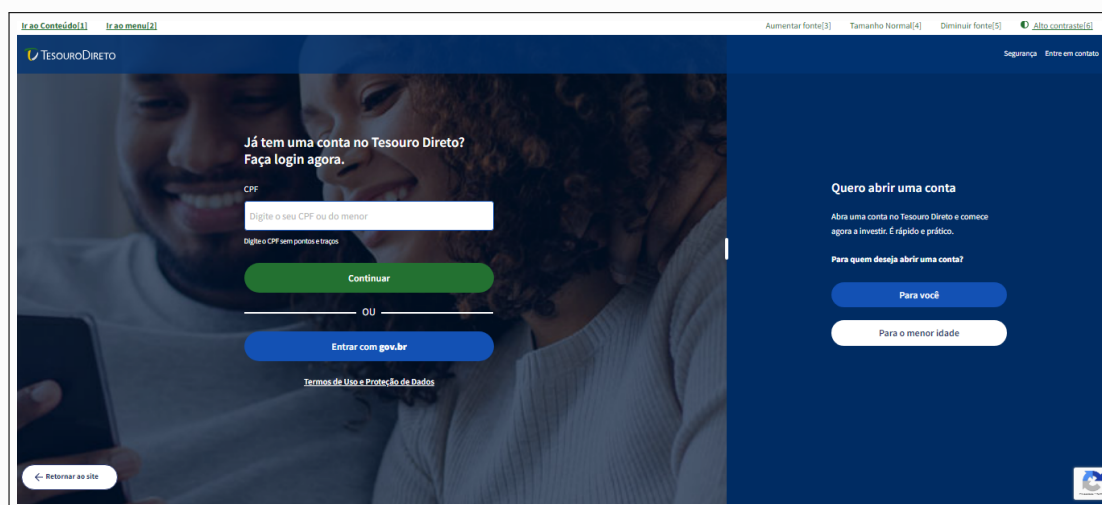 Ir ao Conteúdo[1] Ir ao menu[2] Aumentar fonte[3] Tamanho Normal[4] Diminuir fonte[5] Alto contraste[6]
TesouroDireto Segurança Entre em contato
Já tem uma conta no Tesouro Direto?
Faça login agora.
CPF
Digite o seu CPF ou do menor
Digite o CPF sem pontos e traços
Continuar
OU
Entrar com gov.br
Termos de Uso e Proteção de Dados
Retornar ao site
Quero abrir uma conta
Abra uma conta no Tesouro Direto e comece
agora a investir. É rápido e prático.
Para quem deseja abrir uma conta?
Para você
Para o menor idade